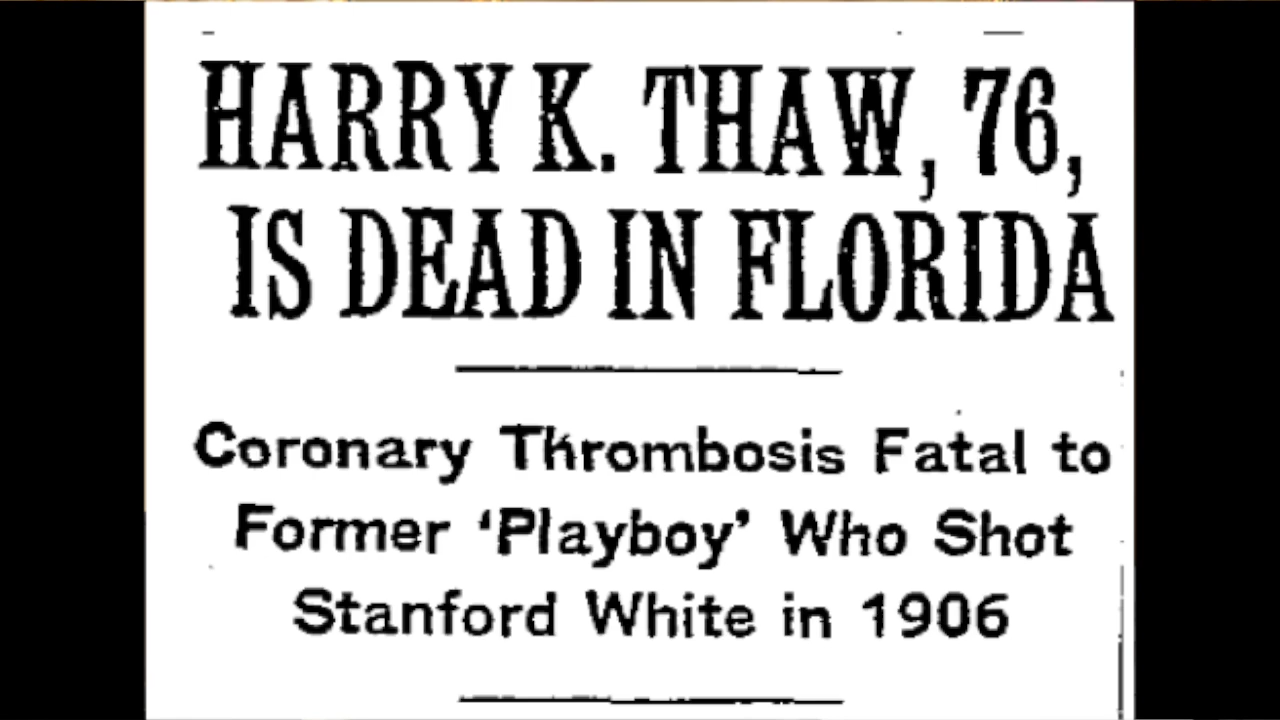 HARRY K. THAW, 76,
IS DEAD IN FLORIDA
Coronary Thrombosis Fatal to
Former ‘Playboy’ Who Shot
Stanford White in 1906